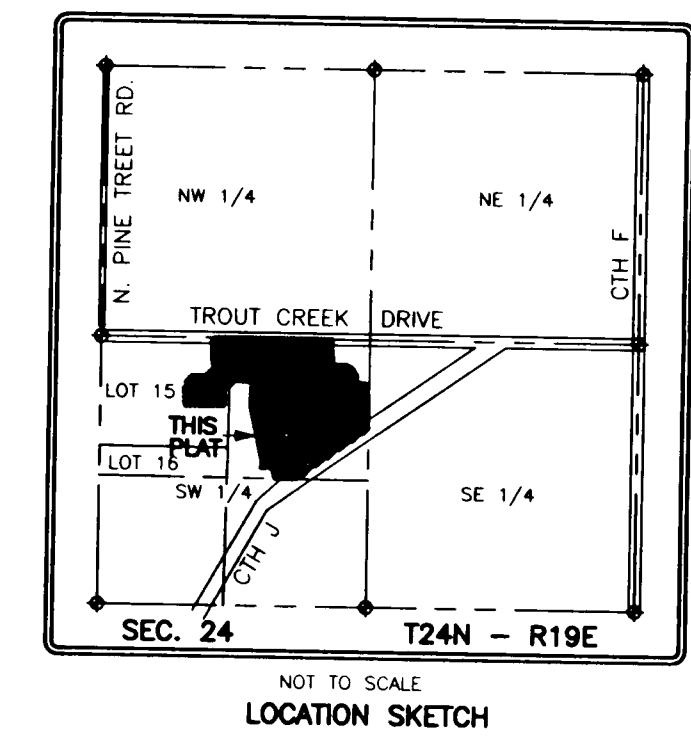 N. PINE TREET RD.
NW 1/4
NE 1/4
CTH F
TROUT CREEK DRIVE
LOT 15
THIS
PLAT
LOT 16
SW 1/4
SE 1/4
CTH J
SEC. 24
T24N - R19E
NOT TO SCALE
LOCATION SKETCH